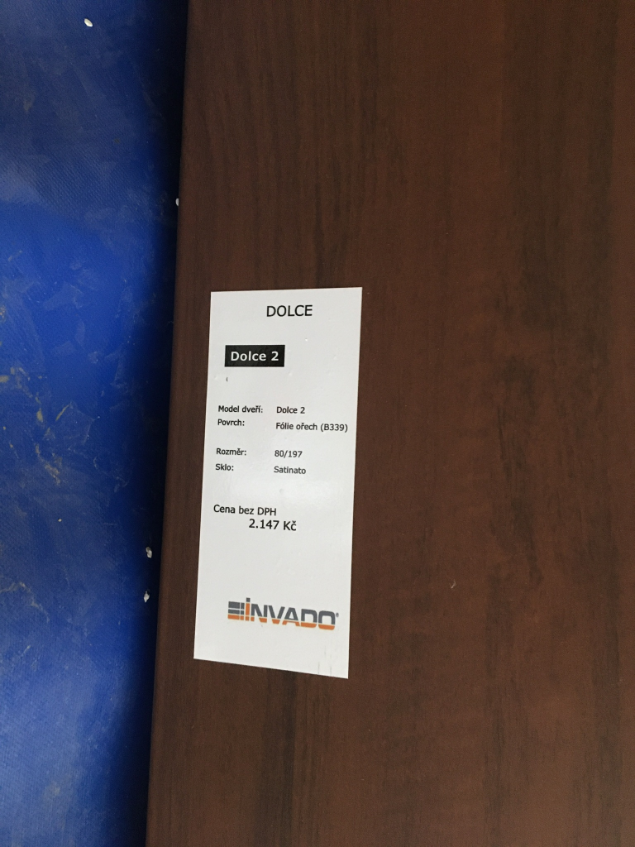 DOLCE
Dolce 2
Model dveří: Dolce 2
Povrch: Fólie ořech (B339)
Rozměr: 80/197
Sklo: Satinato
Cena bez DPH
2.147 Kč
INVADO®